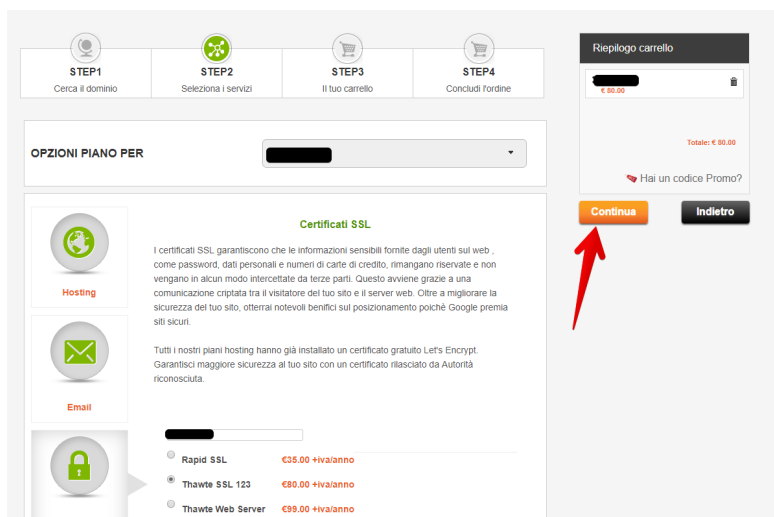 STEP1
Cerca il dominio
STEP2
Seleziona i servizi
STEP3
Il tuo carrello
STEP4
Concludi l'ordine
Riepilogo carrello
€ 80.00
Totale: € 80.00
Hai un codice Promo?
Continua
Indietro
OPZIONI PIANO PER
Hosting
Email
Certificati SSL
I certificati SSL garantiscono che le informazioni sensibili fornite dagli utenti sul web ,
come password, dati personali e numeri di carte di credito, rimangano riservate e non
vengano in alcun modo intercettate da terze parti. Questo avviene grazie a una
comunicazione criptata tra il visitatore del tuo sito e il server web. Oltre a migliorare la
sicurezza del tuo sito, otterrai notevoli benifici sul posizionamento poichè Google premia
siti sicuri.
Tutti i nostri piani hosting hanno già installato un certificato gratuito Let's Encrypt.
Garantisci maggiore sicurezza al tuo sito con un certificato rilasciato da Autorità
riconosciuta.
Rapid SSL €35.00 +iva/anno
Thawte SSL 123 €80.00 +iva/anno
Thawte Web Server €99.00 +iva/anno